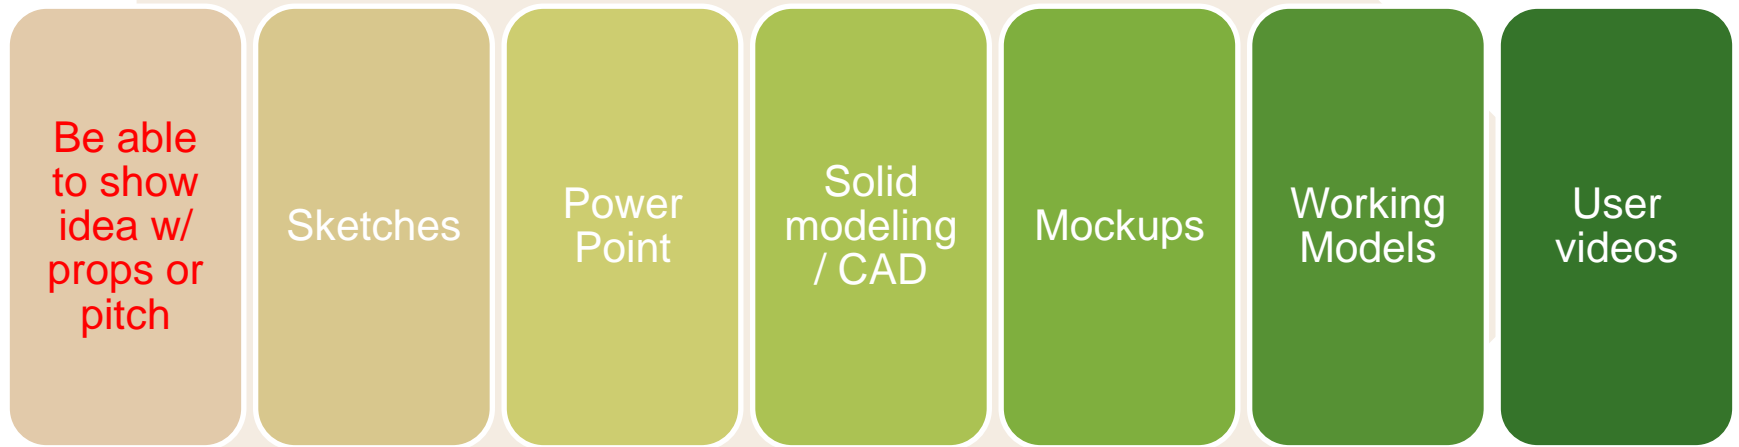 Be able
to show
idea w/
props or
pitch
Sketches
Power
Point
Solid
modeling
/ CAD
Mockups
Working
Models
User
videos